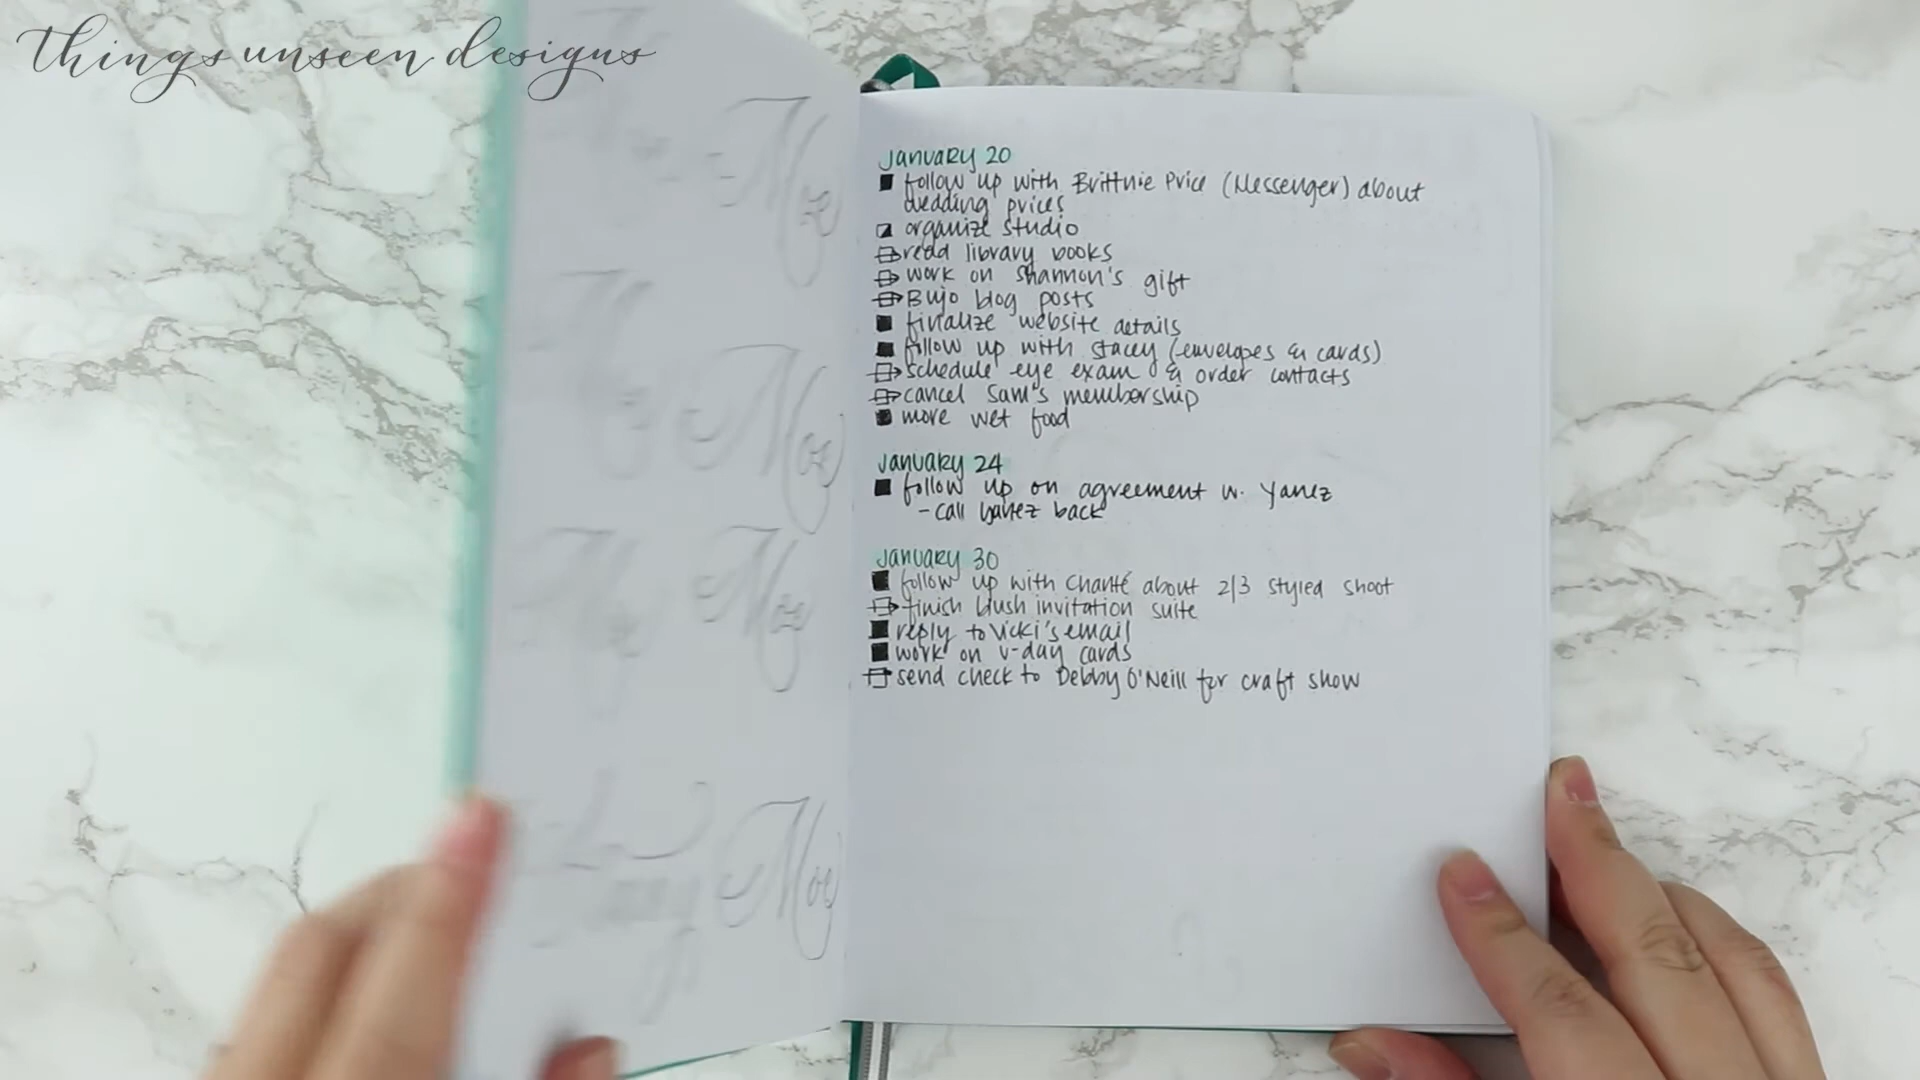 things unseen designs
January 20
follow up with Brittnie Price (Messenger) about
wedding prices
organize studio
read library books
work on Shannon's gift
Bujo blog posts
finalize website details
follow up with Stacey (envelopes & cards)
schedule eye exam & order contacts
cancel Sam's membership
more wet food
January 24
follow up on agreement w. Yanez
- call Yanez back
January 30
follow up with Chanté about 2/3 styled shoot
finish blush invitation suite
reply to Vicki's email
work on v-day cards
send check to Debby O'Neill for craft show
Moe
Moe
Moe